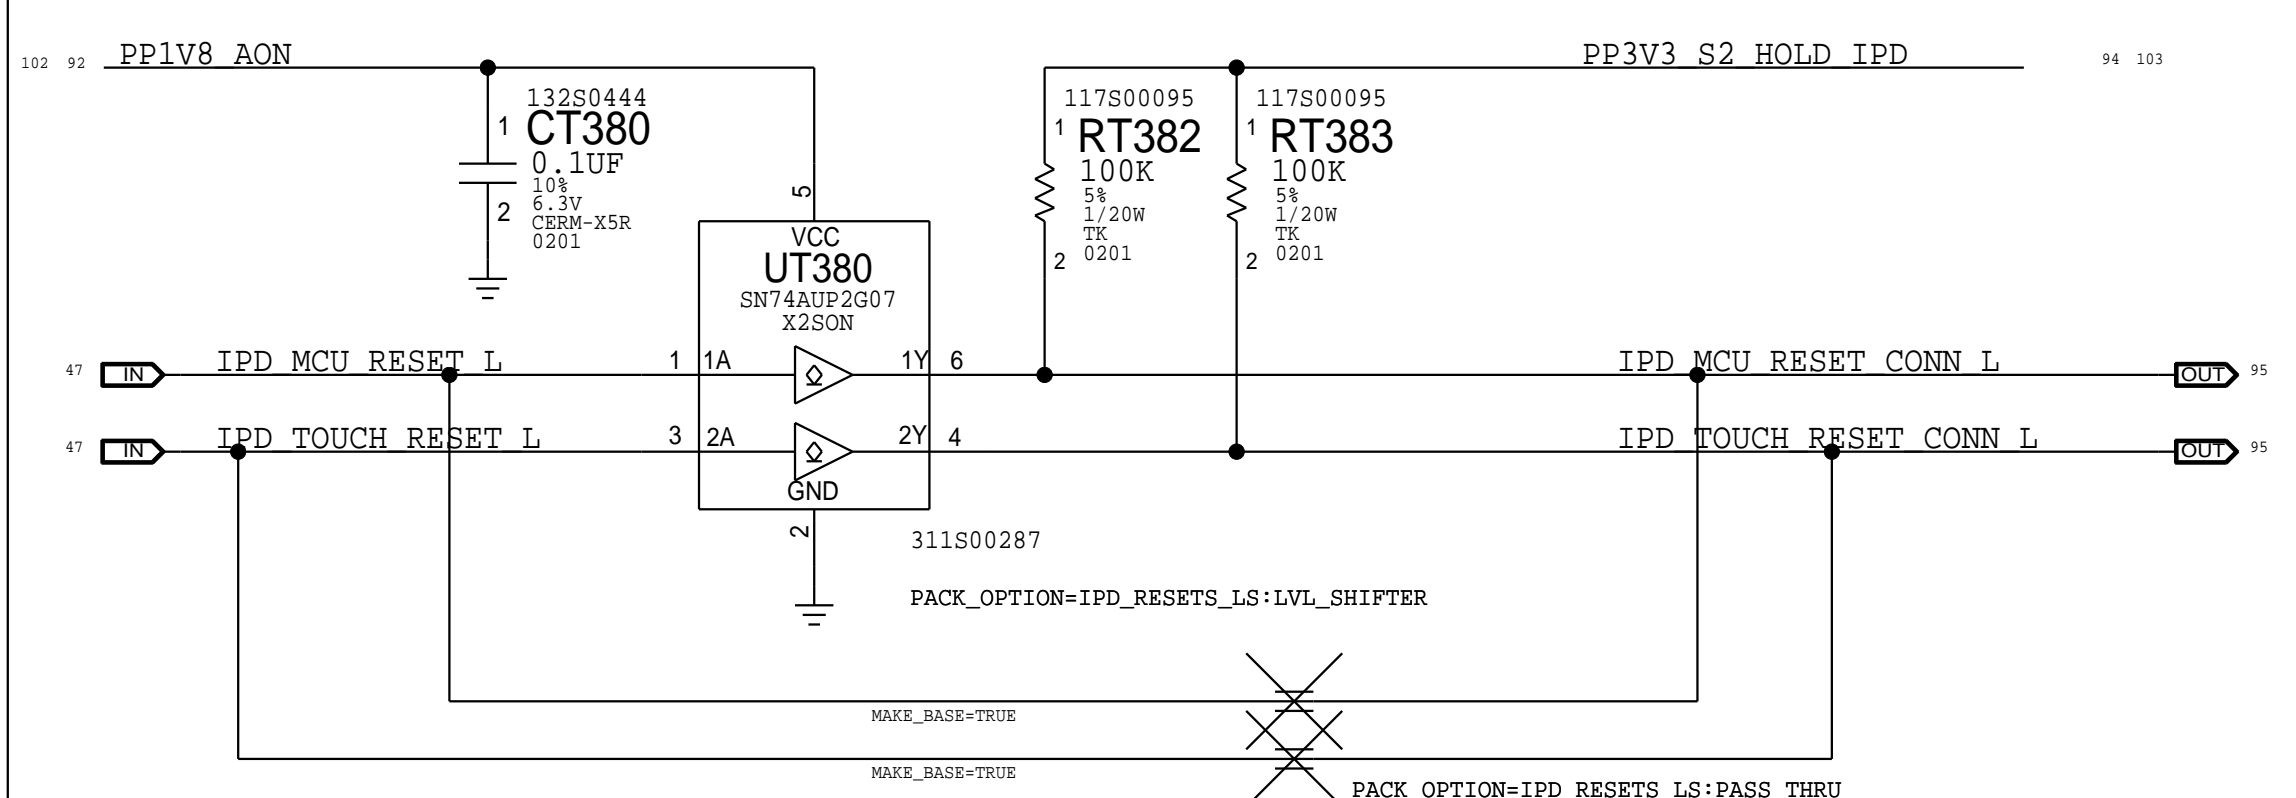 102 92 PP1V8_AON
PP3V3_S2_HOLD_IPD 94 103
132S0444
1 CT380
0.1UF
10%
2 6.3V
CERM-X5R
0201
117S00095
1 RT382
100K
5%
1/20W
TK
2 0201
117S00095
1 RT383
100K
5%
1/20W
TK
2 0201
5
VCC
UT380
SN74AUP2G07
X2SON
47 IN IPD_MCU_RESET_L 1 1A 1Y 6 IPD_MCU_RESET_CONN_L OUT 95
47 IN IPD_TOUCH_RESET_L 3 2A 2Y 4 IPD_TOUCH_RESET_CONN_L OUT 95
GND
2
311S00287
PACK_OPTION=IPD_RESETS_LS:LVL_SHIFTER
MAKE_BASE=TRUE
MAKE_BASE=TRUE
PACK_OPTION=IPD_RESETS_LS:PASS_THRU